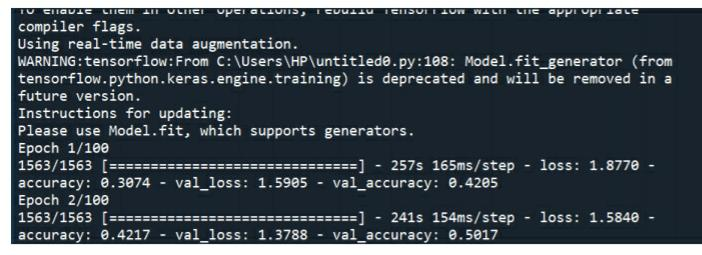 To enable them in other operations, rebuild TensorFlow with the appropriate
compiler flags.
Using real-time data augmentation.
WARNING:tensorflow:From C:\Users\HP\untitled0.py:108: Model.fit_generator (from
tensorflow.python.keras.engine.training) is deprecated and will be removed in a
future version.
Instructions for updating:
Please use Model.fit, which supports generators.
Epoch 1/100
1563/1563 [==============================] - 257s 165ms/step - loss: 1.8770 -
accuracy: 0.3074 - val_loss: 1.5905 - val_accuracy: 0.4205
Epoch 2/100
1563/1563 [==============================] - 241s 154ms/step - loss: 1.5840 -
accuracy: 0.4217 - val_loss: 1.3788 - val_accuracy: 0.5017